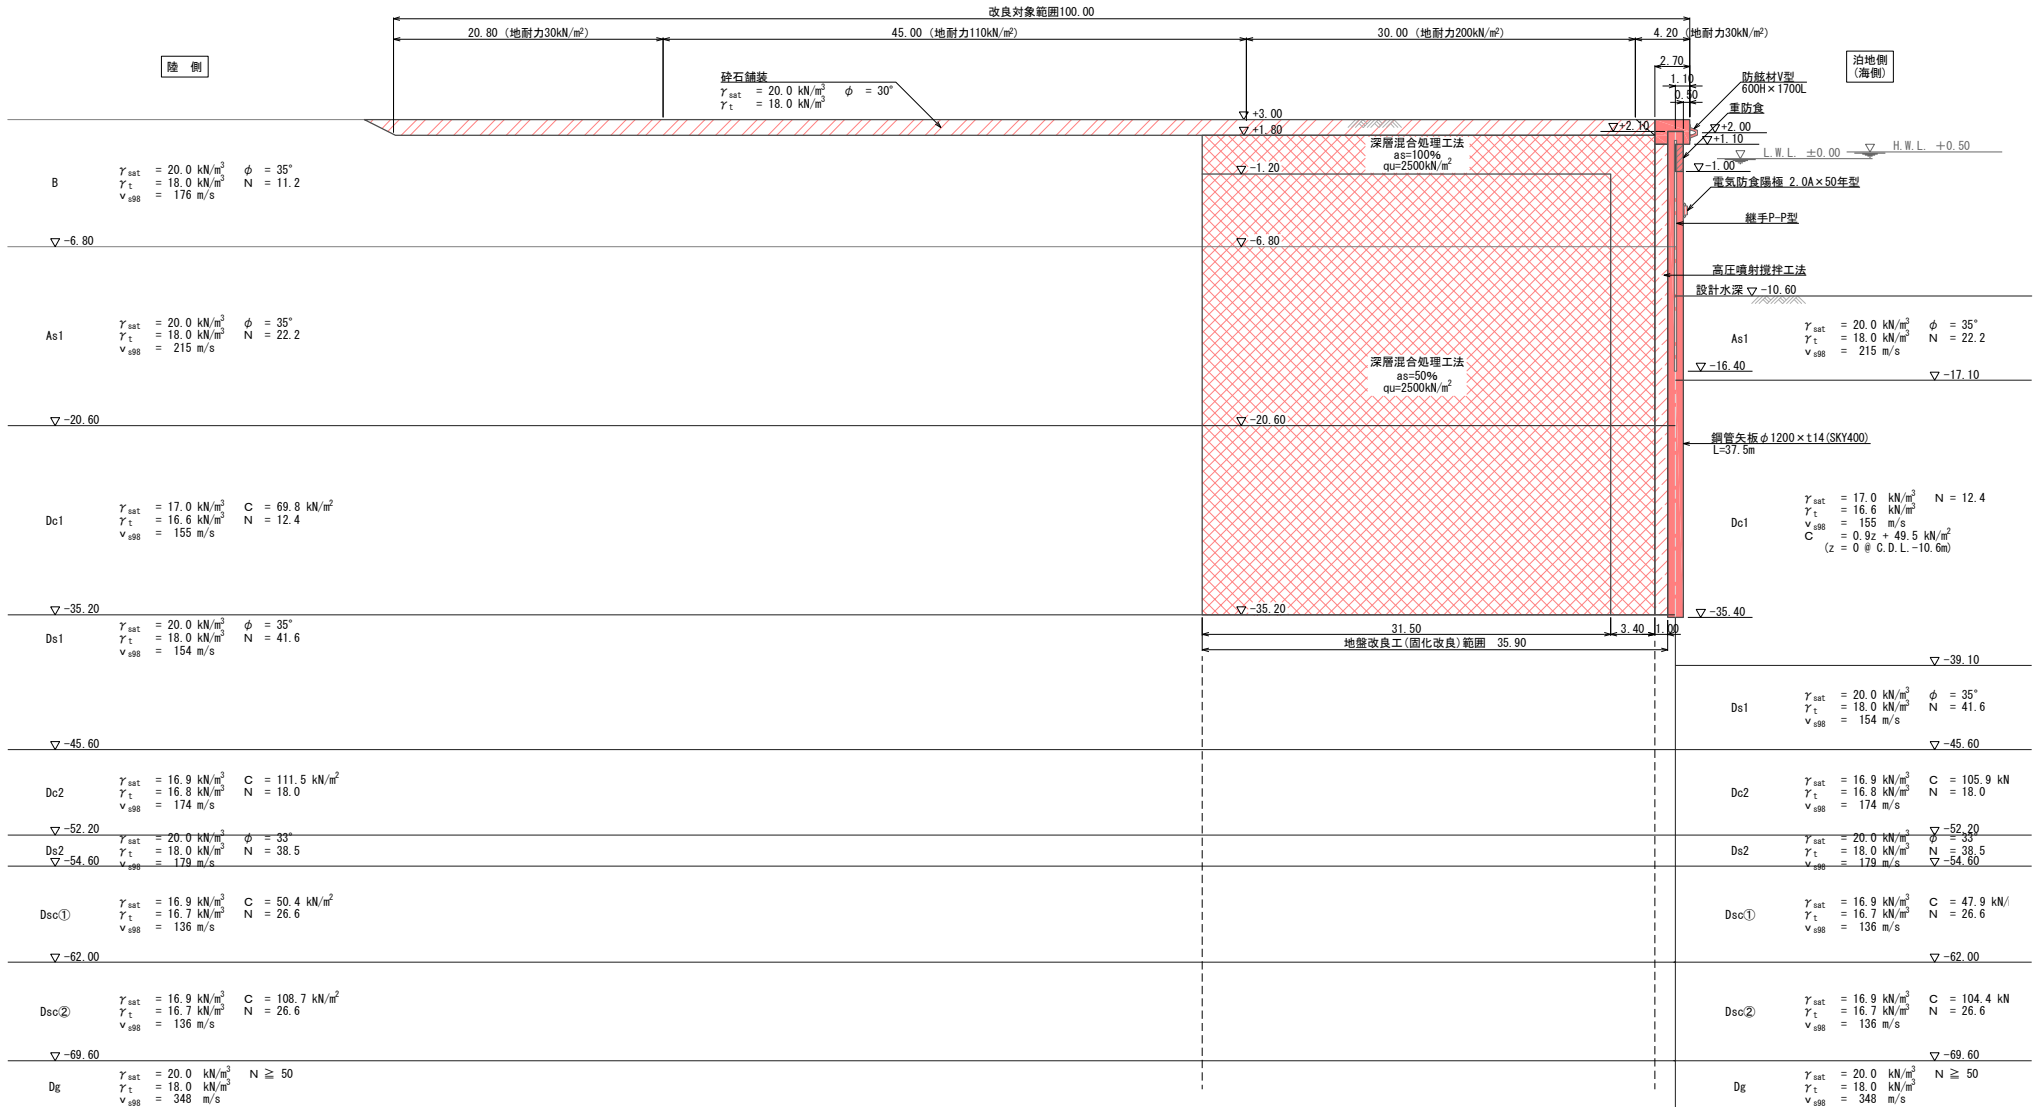 改良対象範囲100.00
20.80 (地耐力30kN/m²)
45.00 (地耐力110kN/m²)
30.00 (地耐力200kN/m²)
4.20 (地耐力30kN/m²)
陸 側
泊地側
(海側)
2.70
1.10
0.50
砕石舗装
γsat = 20.0 kN/m³ φ = 30°
γt = 18.0 kN/m³
防舷材V型
600H×1700L
重防食
▽+3.00
▽+1.80
▽+2.10
▽+2.00
▽+1.10
L.W.L. ±0.00
H.W.L. +0.50
▽-1.00
電気防食陽極 2.0A×50年型
継手P-P型
高圧噴射撹拌工法
設計水深 ▽-10.60
深層混合処理工法
as=100%
qu=2500kN/m²
▽-1.20
B
γsat = 20.0 kN/m³ φ = 35°
γt = 18.0 kN/m³ N = 11.2
vs98 = 176 m/s
▽-6.80
▽-6.80
As1
γsat = 20.0 kN/m³ φ = 35°
γt = 18.0 kN/m³ N = 22.2
vs98 = 215 m/s
As1
γsat = 20.0 kN/m³ φ = 35°
γt = 18.0 kN/m³ N = 22.2
vs98 = 215 m/s
深層混合処理工法
as=50%
qu=2500kN/m²
▽-16.40
▽-17.10
▽-20.60
▽-20.60
鋼管矢板φ1200×t14(SKY400)
L=37.5m
Dc1
γsat = 17.0 kN/m³ C = 69.8 kN/m²
γt = 16.6 kN/m³ N = 12.4
vs98 = 155 m/s
Dc1
γsat = 17.0 kN/m³ N = 12.4
γt = 16.6 kN/m³
vs98 = 155 m/s
C = 0.9z + 49.5 kN/m²
(z = 0 @ C.D.L.-10.6m)
▽-35.20
▽-35.20
▽-35.40
31.50
3.40
1.00
地盤改良工(固化改良)範囲 35.90
Ds1
γsat = 20.0 kN/m³ φ = 35°
γt = 18.0 kN/m³ N = 41.6
vs98 = 154 m/s
▽-39.10
Ds1
γsat = 20.0 kN/m³ φ = 35°
γt = 18.0 kN/m³ N = 41.6
vs98 = 154 m/s
▽-45.60
▽-45.60
Dc2
γsat = 16.9 kN/m³ C = 111.5 kN/m²
γt = 16.8 kN/m³ N = 18.0
vs98 = 174 m/s
Dc2
γsat = 16.9 kN/m³ C = 105.9 kN
γt = 16.8 kN/m³ N = 18.0
vs98 = 174 m/s
▽-52.20
▽-52.20
Ds2
γsat = 20.0 kN/m³ φ = 33°
γt = 18.0 kN/m³ N = 38.5
vs98 = 179 m/s
Ds2
γsat = 20.0 kN/m³ φ = 33°
γt = 18.0 kN/m³ N = 38.5
vs98 = 179 m/s
▽-54.60
▽-54.60
Dsc①
γsat = 16.9 kN/m³ C = 50.4 kN/m²
γt = 16.7 kN/m³ N = 26.6
vs98 = 136 m/s
Dsc①
γsat = 16.9 kN/m³ C = 47.9 kN/
γt = 16.7 kN/m³ N = 26.6
vs98 = 136 m/s
▽-62.00
▽-62.00
Dsc②
γsat = 16.9 kN/m³ C = 108.7 kN/m²
γt = 16.7 kN/m³ N = 26.6
vs98 = 136 m/s
Dsc②
γsat = 16.9 kN/m³ C = 104.4 kN
γt = 16.7 kN/m³ N = 26.6
vs98 = 136 m/s
▽-69.60
▽-69.60
Dg
γsat = 20.0 kN/m³ N ≧ 50
γt = 18.0 kN/m³
vs98 = 348 m/s
Dg
γsat = 20.0 kN/m³ N ≧ 50
γt = 18.0 kN/m³
vs98 = 348 m/s